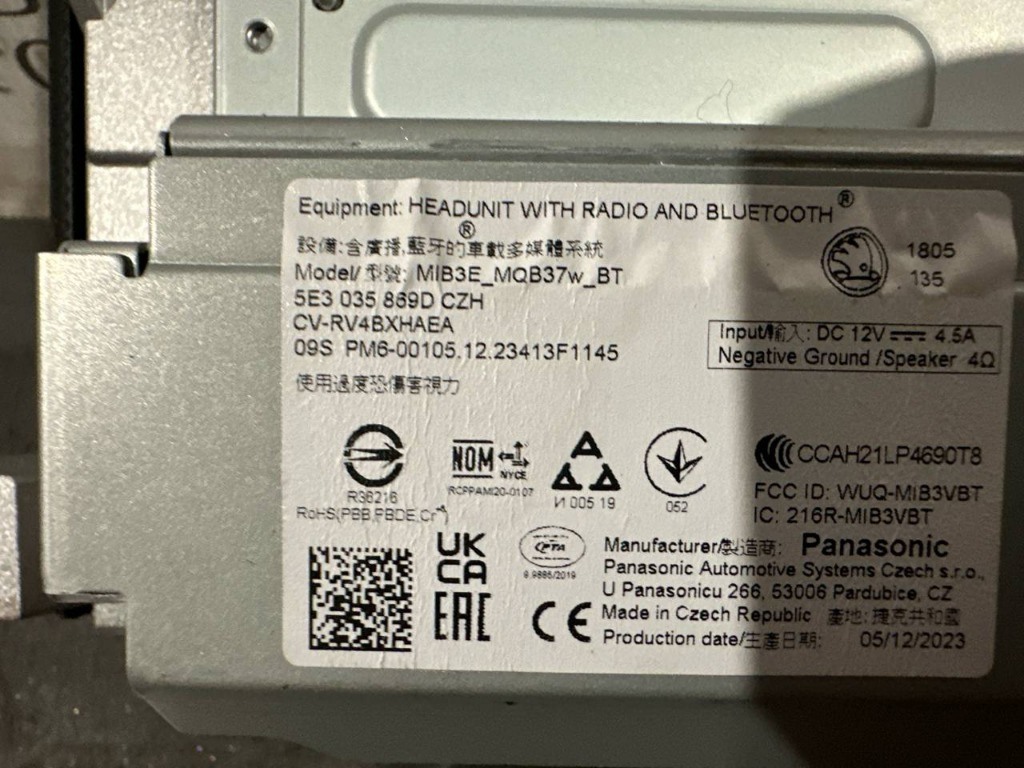 Equipment: HEADUNIT WITH RADIO AND BLUETOOTH®
設備:含廣播,藍牙®的車載多媒體系統
Model/ 型號: MIB3E_MQB37w_BT
5E3 035 869D CZH
CV-RV4BXHAEA
09S PM6-00105.12.23413F1145
使用過度恐傷害視力
1805
135
Input/輸入: DC 12V 4.5A
Negative Ground /Speaker 4Ω
R36216
RoHS(PBB,PBDE,Cr⁺⁶)
NOM
NYCE
RCPPAMI20-0107
И 005 19
052
CCAH21LP4690T8
FCC ID: WUQ-MIB3VBT
IC: 216R-MIB3VBT
UK
CA
EAC
PTA
9.9885/2019
CE
Manufacturer/製造商: Panasonic
Panasonic Automotive Systems Czech s.r.o.,
U Panasonicu 266, 53006 Pardubice, CZ
Made in Czech Republic 產地: 捷克共和國
Production date/生產日期: 05/12/2023